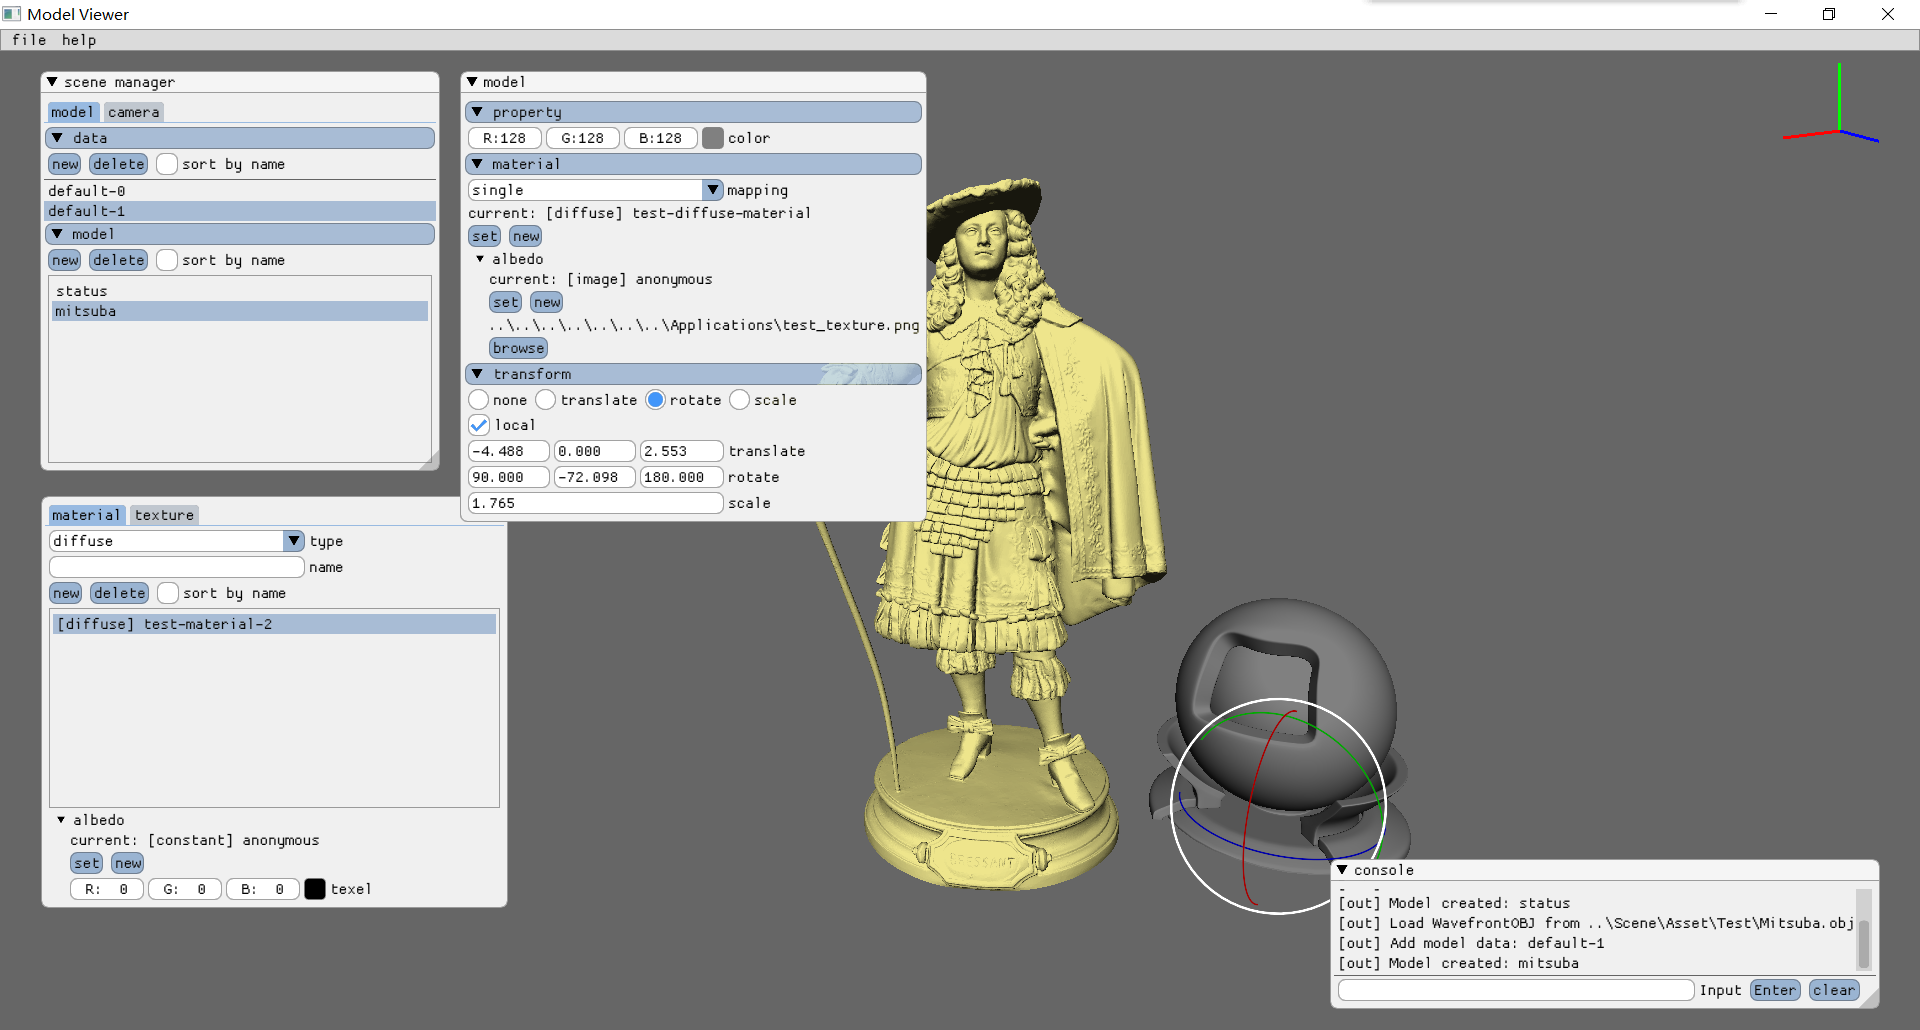 Model Viewer
file help
scene manager
model camera
data
new delete sort by name
default-0
default-1
model
new delete sort by name
status
mitsuba
model
property
R:128 G:128 B:128 color
material
single mapping
current: [diffuse] test-diffuse-material
set new
albedo
current: [image] anonymous
set new
..\..\..\..\..\..\..\Applications\test_texture.png
browse
transform
none translate rotate scale
local
-4.488 0.000 2.553 translate
90.000 -72.098 180.000 rotate
1.765 scale
material texture
diffuse type
name
new delete sort by name
[diffuse] test-material-2
albedo
current: [constant] anonymous
set new
R: 0 G: 0 B: 0 texel
BRESSANT
console
[out] Model created: status
[out] Load WavefrontOBJ from ..\Scene\Asset\Test\Mitsuba.obj
[out] Add model data: default-1
[out] Model created: mitsuba
Input Enter clear